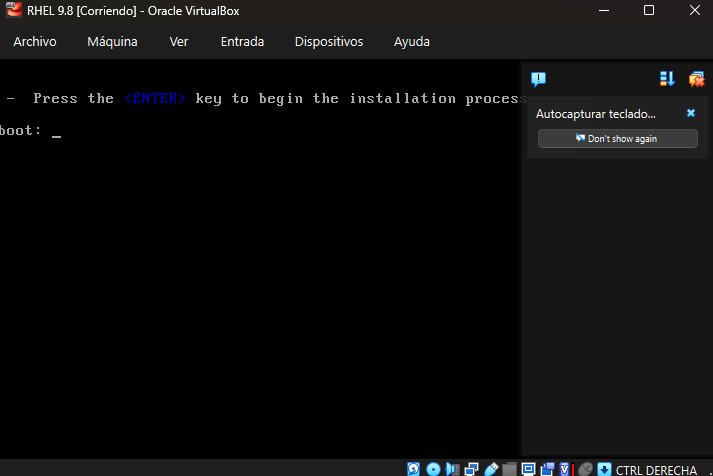 RHEL 9.8 [Corriendo] - Oracle VirtualBox
Archivo Máquina Ver Entrada Dispositivos Ayuda
- Press the <ENTER> key to begin the installation process
boot: _
Autocapturar teclado...
Don't show again
CTRL DERECHA